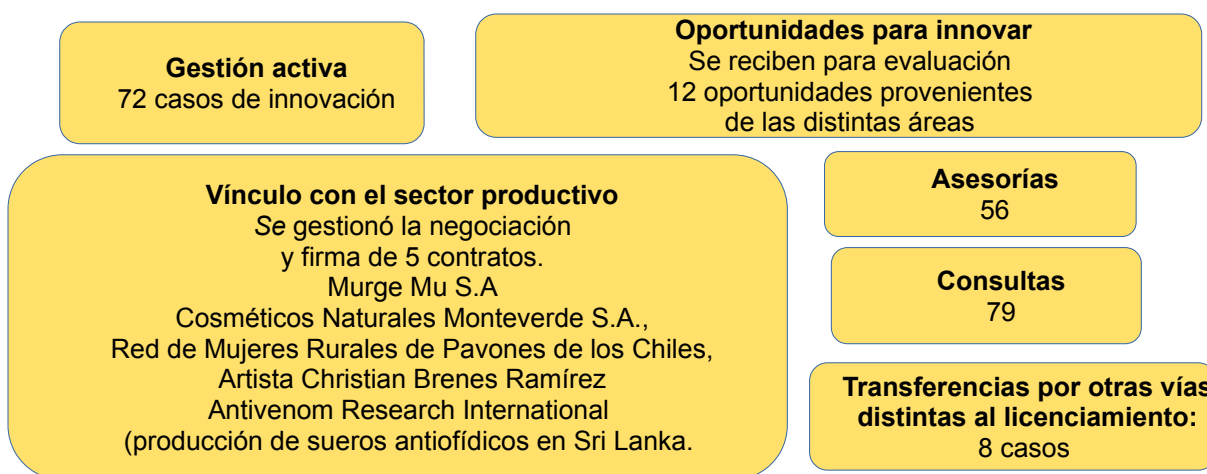 Gestión activa
72 casos de innovación
Oportunidades para innovar
Se reciben para evaluación
12 oportunidades provenientes
de las distintas áreas
Vínculo con el sector productivo
Se gestionó la negociación
y firma de 5 contratos.
Murge Mu S.A
Cosméticos Naturales Monteverde S.A.,
Red de Mujeres Rurales de Pavones de los Chiles,
Artista Christian Brenes Ramírez
Antivenom Research International
(producción de sueros antiofídicos en Sri Lanka.
Asesorías
56
Consultas
79
Transferencias por otras vías
distintas al licenciamiento:
8 casos